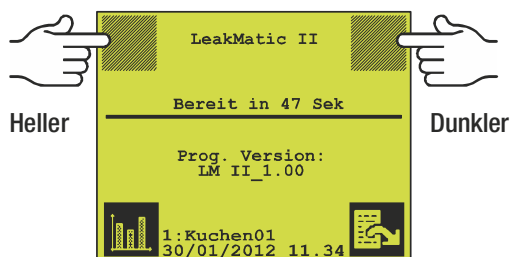 LeakMatic II
Bereit in 47 Sek
Heller
Dunkler
Prog. Version:
LM II_1.00
1:Kuchen01
30/01/2012 11.34